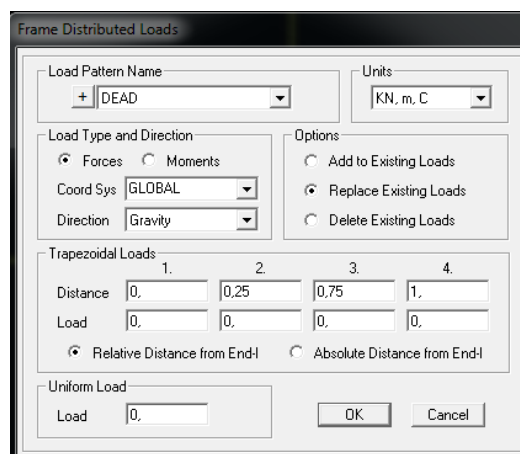 Frame Distributed Loads
Load Pattern Name
+ DEAD
Units
KN, m, C
Load Type and Direction
Forces Moments
Coord Sys GLOBAL
Direction Gravity
Options
Add to Existing Loads
Replace Existing Loads
Delete Existing Loads
Trapezoidal Loads
1. 2. 3. 4.
Distance 0, 0,25 0,75 1,
Load 0, 0, 0, 0,
Relative Distance from End-I Absolute Distance from End-I
Uniform Load
Load 0,
OK Cancel